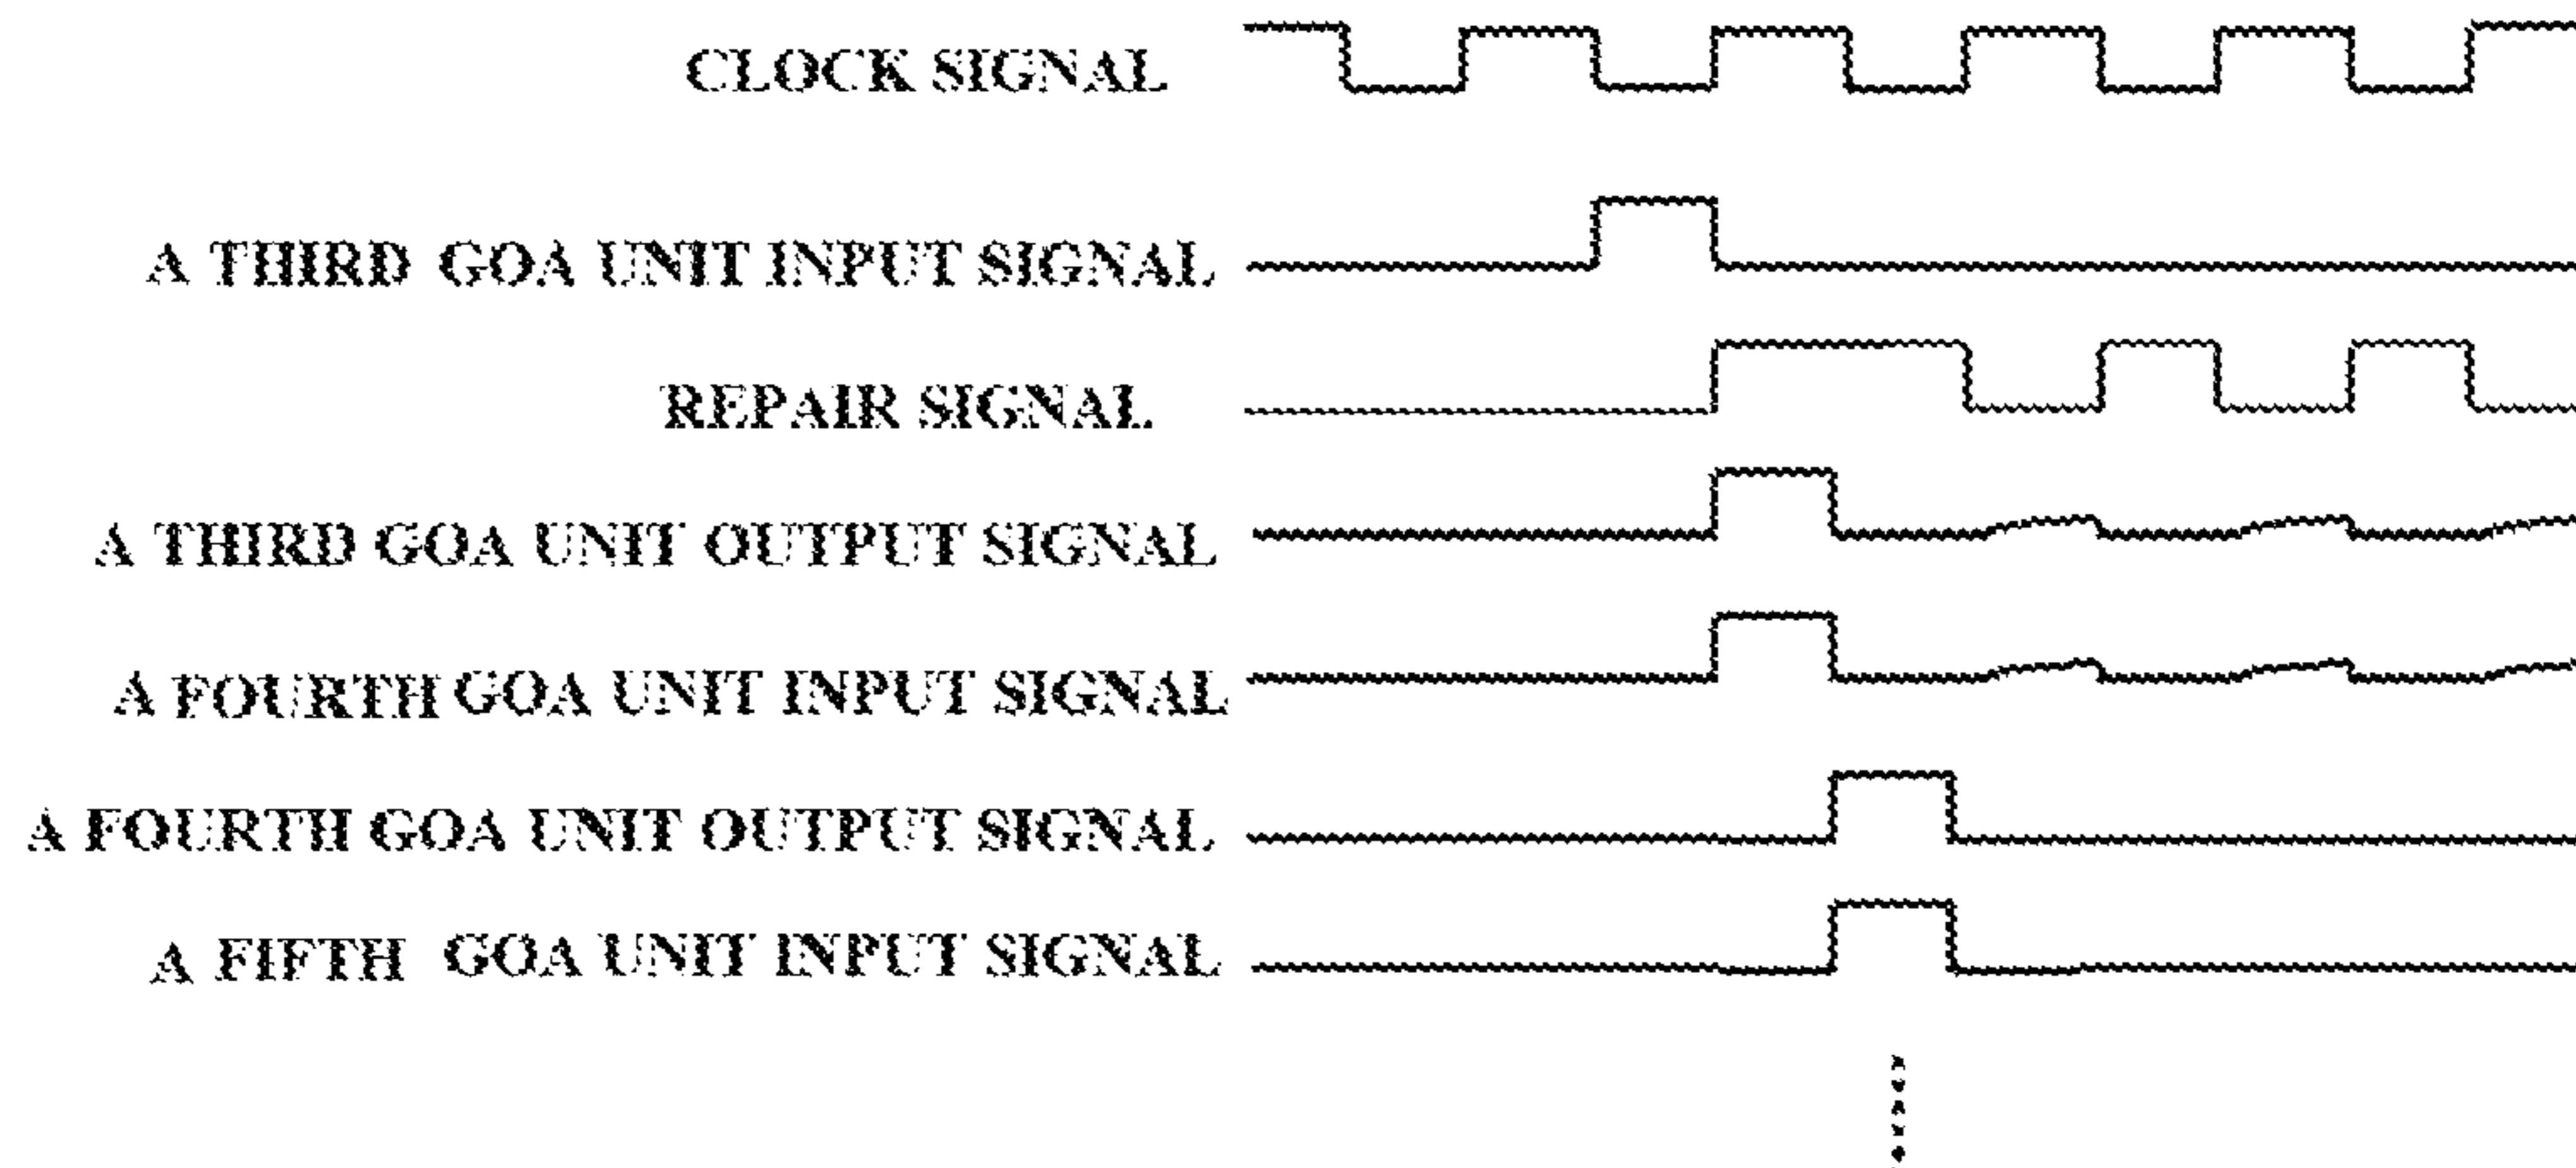 CLOCK SIGNAL
A THIRD GOA UNIT INPUT SIGNAL
REPAIR SIGNAL
A THIRD GOA UNIT OUTPUT SIGNAL
A FOURTH GOA UNIT INPUT SIGNAL
A FOURTH GOA UNIT OUTPUT SIGNAL
A FIFTH GOA UNIT INPUT SIGNAL